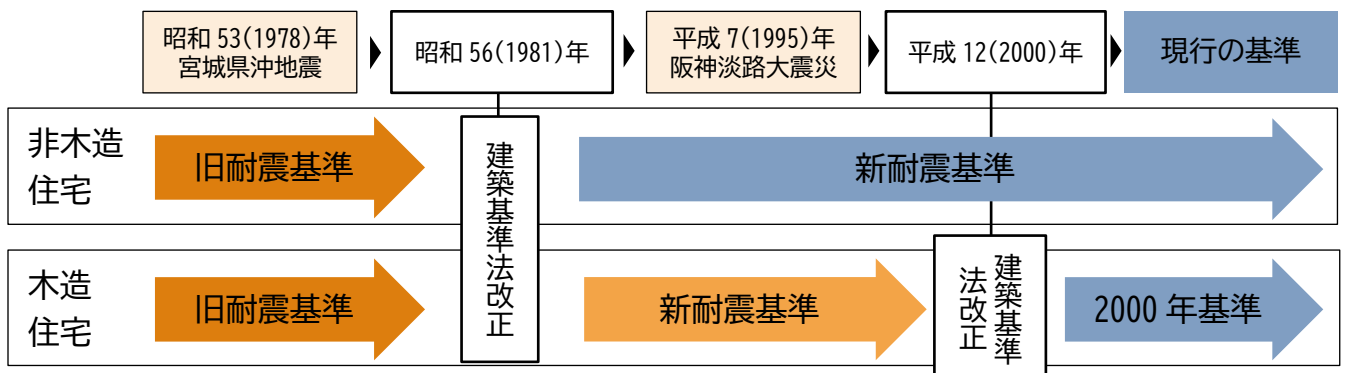 昭和 53(1978)年
宮城県沖地震
昭和 56(1981)年
平成 7(1995)年
阪神淡路大震災
平成 12(2000)年
現行の基準
非木造
住宅
旧耐震基準
建築基準法改正
新耐震基準
木造
住宅
旧耐震基準
新耐震基準
建築基準
法改正
2000 年基準